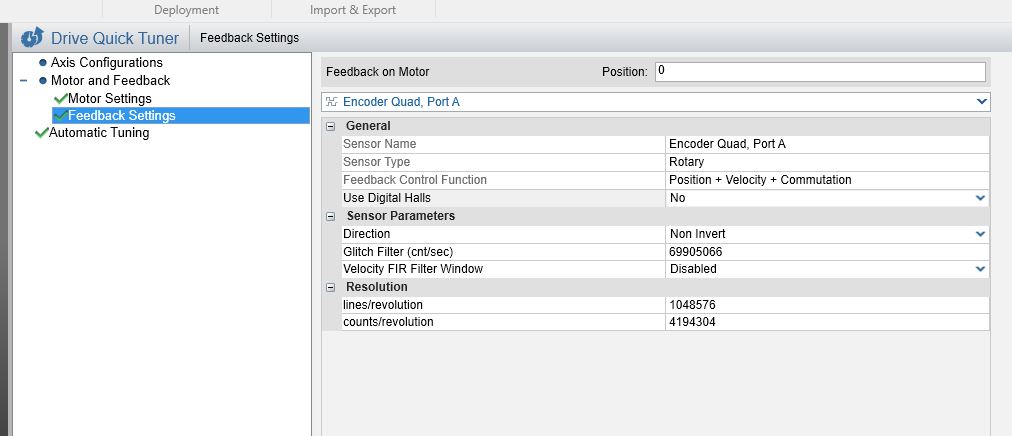 Deployment Import & Export
Drive Quick Tuner Feedback Settings
Axis Configurations
Motor and Feedback
Motor Settings
Feedback Settings
Automatic Tuning
Feedback on Motor Position: 0
Encoder Quad, Port A
General
Sensor Name Encoder Quad, Port A
Sensor Type Rotary
Feedback Control Function Position + Velocity + Commutation
Use Digital Halls No
Sensor Parameters
Direction Non Invert
Glitch Filter (cnt/sec) 69905066
Velocity FIR Filter Window Disabled
Resolution
lines/revolution 1048576
counts/revolution 4194304